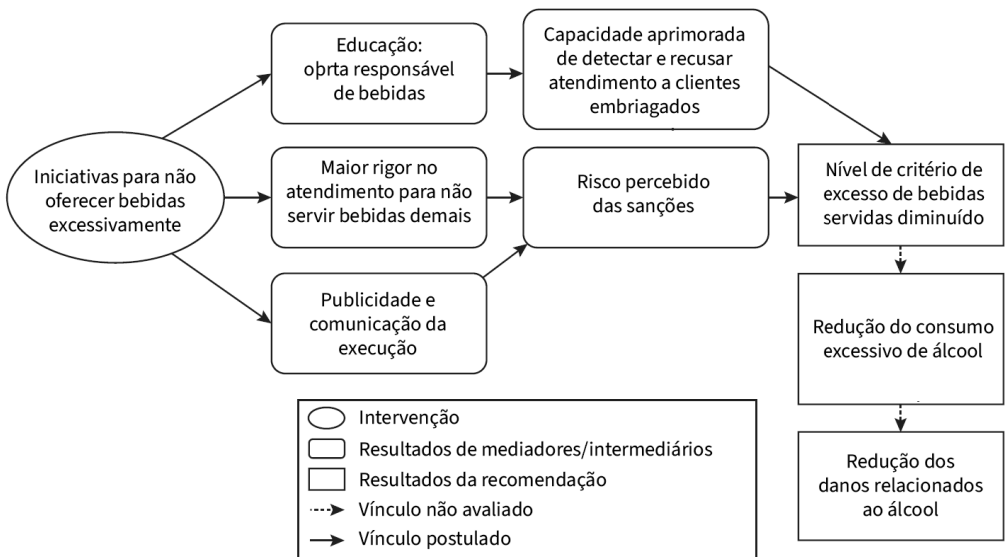 Iniciativas para não
oferecer bebidas
excessivamente
Educação:
oþrta responsável
de bebidas
Capacidade aprimorada
de detectar e recusar
atendimento a clientes
embriagados
Maior rigor no
atendimento para não
servir bebidas demais
Risco percebido
das sanções
Publicidade e
comunicação da
execução
Nível de critério de
excesso de bebidas
servidas diminuído
Redução do consumo
excessivo de álcool
Redução dos
danos relacionados
ao álcool
Intervenção
Resultados de mediadores/intermediários
Resultados da recomendação
Vínculo não avaliado
Vínculo postulado